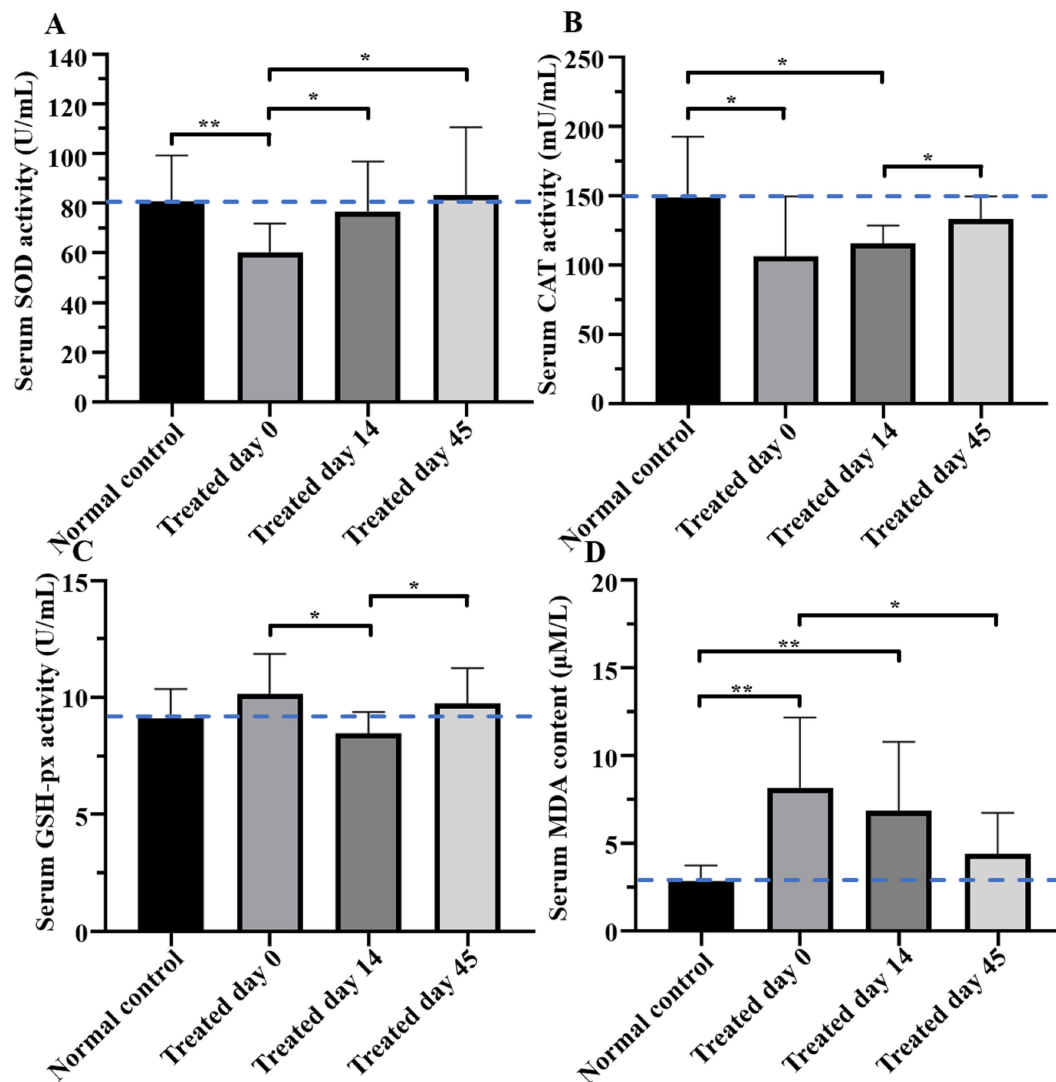 A
Serum SOD activity (U/mL)
140
120
100
80
60
40
20
0
**
*
*
Normal control
Treated day 0
Treated day 14
Treated day 45
B
Serum CAT activity (mU/mL)
250
200
150
100
50
0
*
*
*
Normal control
Treated day 0
Treated day 14
Treated day 45
C
Serum GSH-px activity (U/mL)
15
10
5
0
*
*
Normal control
Treated day 0
Treated day 14
Treated day 45
D
Serum MDA content (μM/L)
20
15
10
5
0
**
**
*
Normal control
Treated day 0
Treated day 14
Treated day 45